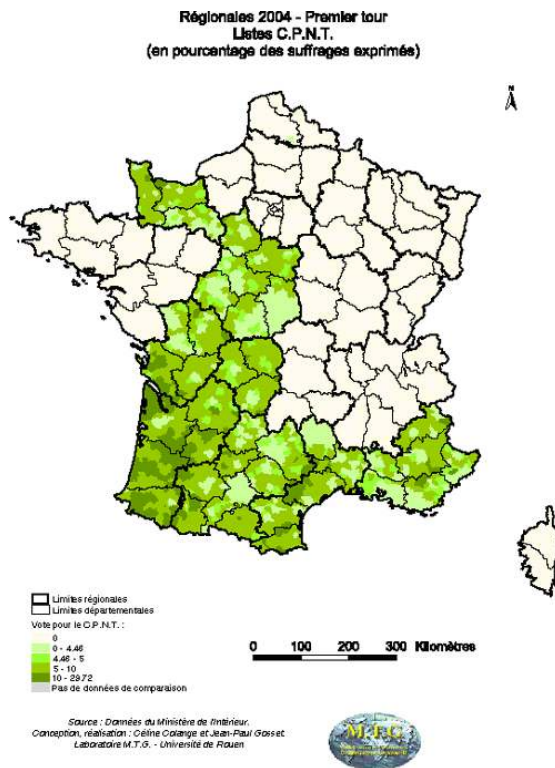 Régionales 2004 - Premier tour
Listes C.P.N.T.
(en pourcentage des suffrages exprimés)
N
Limites régionales
Limites départementales
Vote pour le C.P.N.T. :
0
0 - 4.46
4.46 - 5
5 - 10
10 - 29.72
Pas de données de comparaison
0 100 200 300 Kilomètres
Source : Données du Ministère de l'Intérieur.
Conception, réalisation : Céline Colange et Jean-Paul Gosset.
Laboratoire M.T.G. - Université de Rouen
M.T.G.